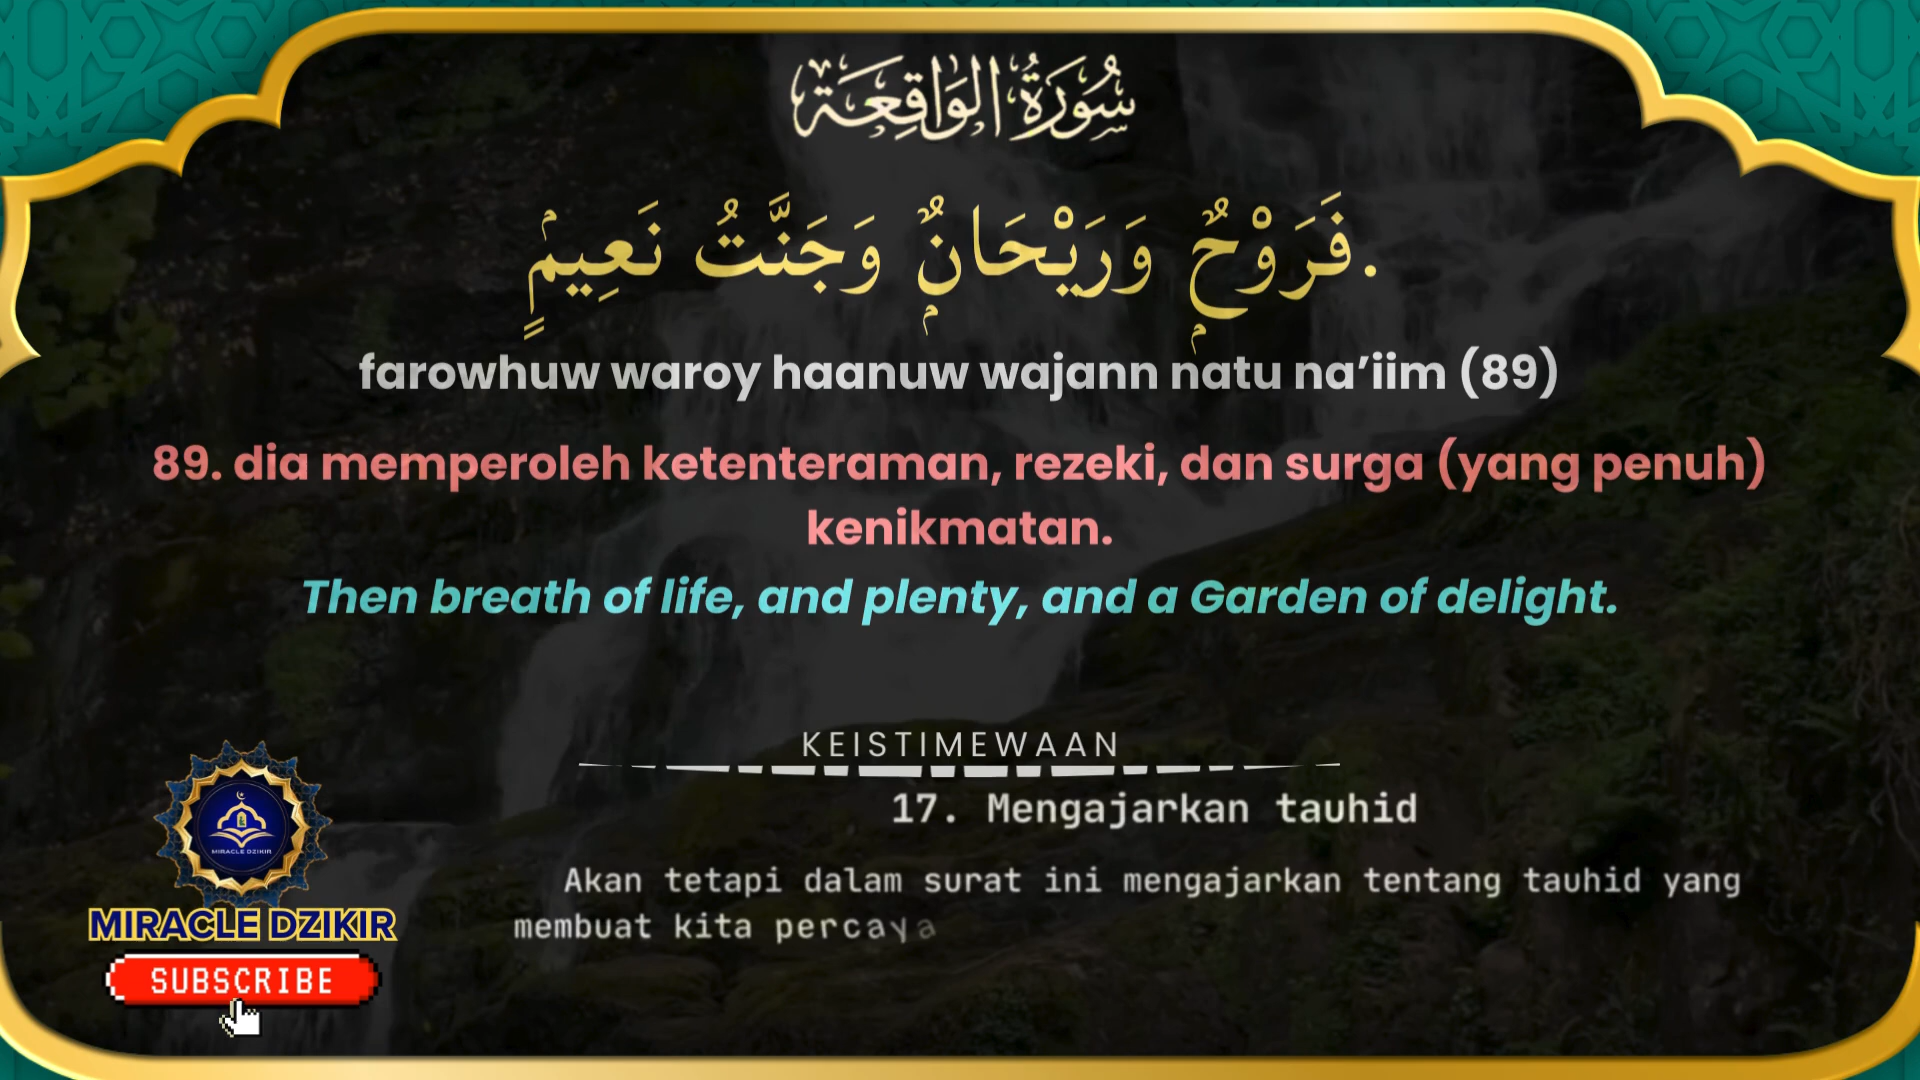 سُورَةُ الوَاقِعَة
فَرَوْحٌۭ وَرَيْحَانٌۭ وَجَنَّتُ نَعِيمٍۢ.
farowhuw waroy haanuw wajann natu na’iim (89)
89. dia memperoleh ketenteraman, rezeki, dan surga (yang penuh)
kenikmatan.
Then breath of life, and plenty, and a Garden of delight.
KEISTIMEWAAN
17. Mengajarkan tauhid
Akan tetapi dalam surat ini mengajarkan tentang tauhid yang
membuat kita percaya
MIRACLE DZIKIR
MIRACLE DZIKIR
SUBSCRIBE